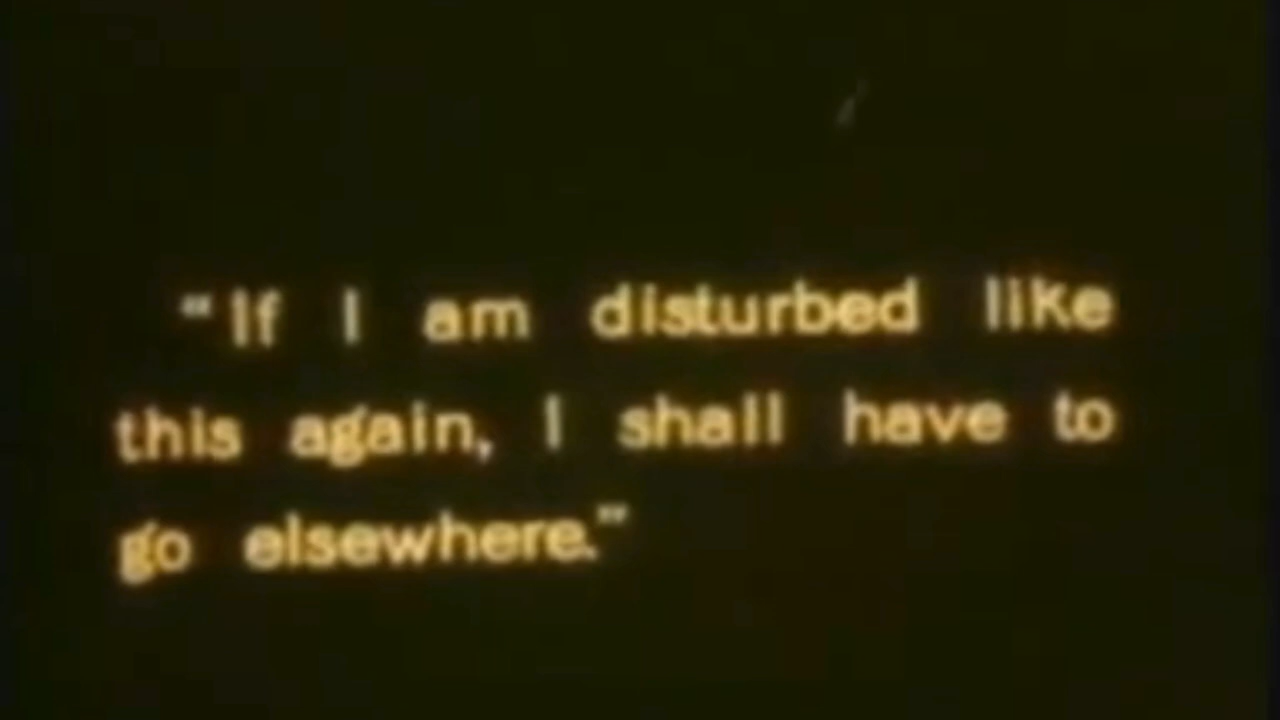 “If I am disturbed like
this again, I shall have to
go elsewhere.”